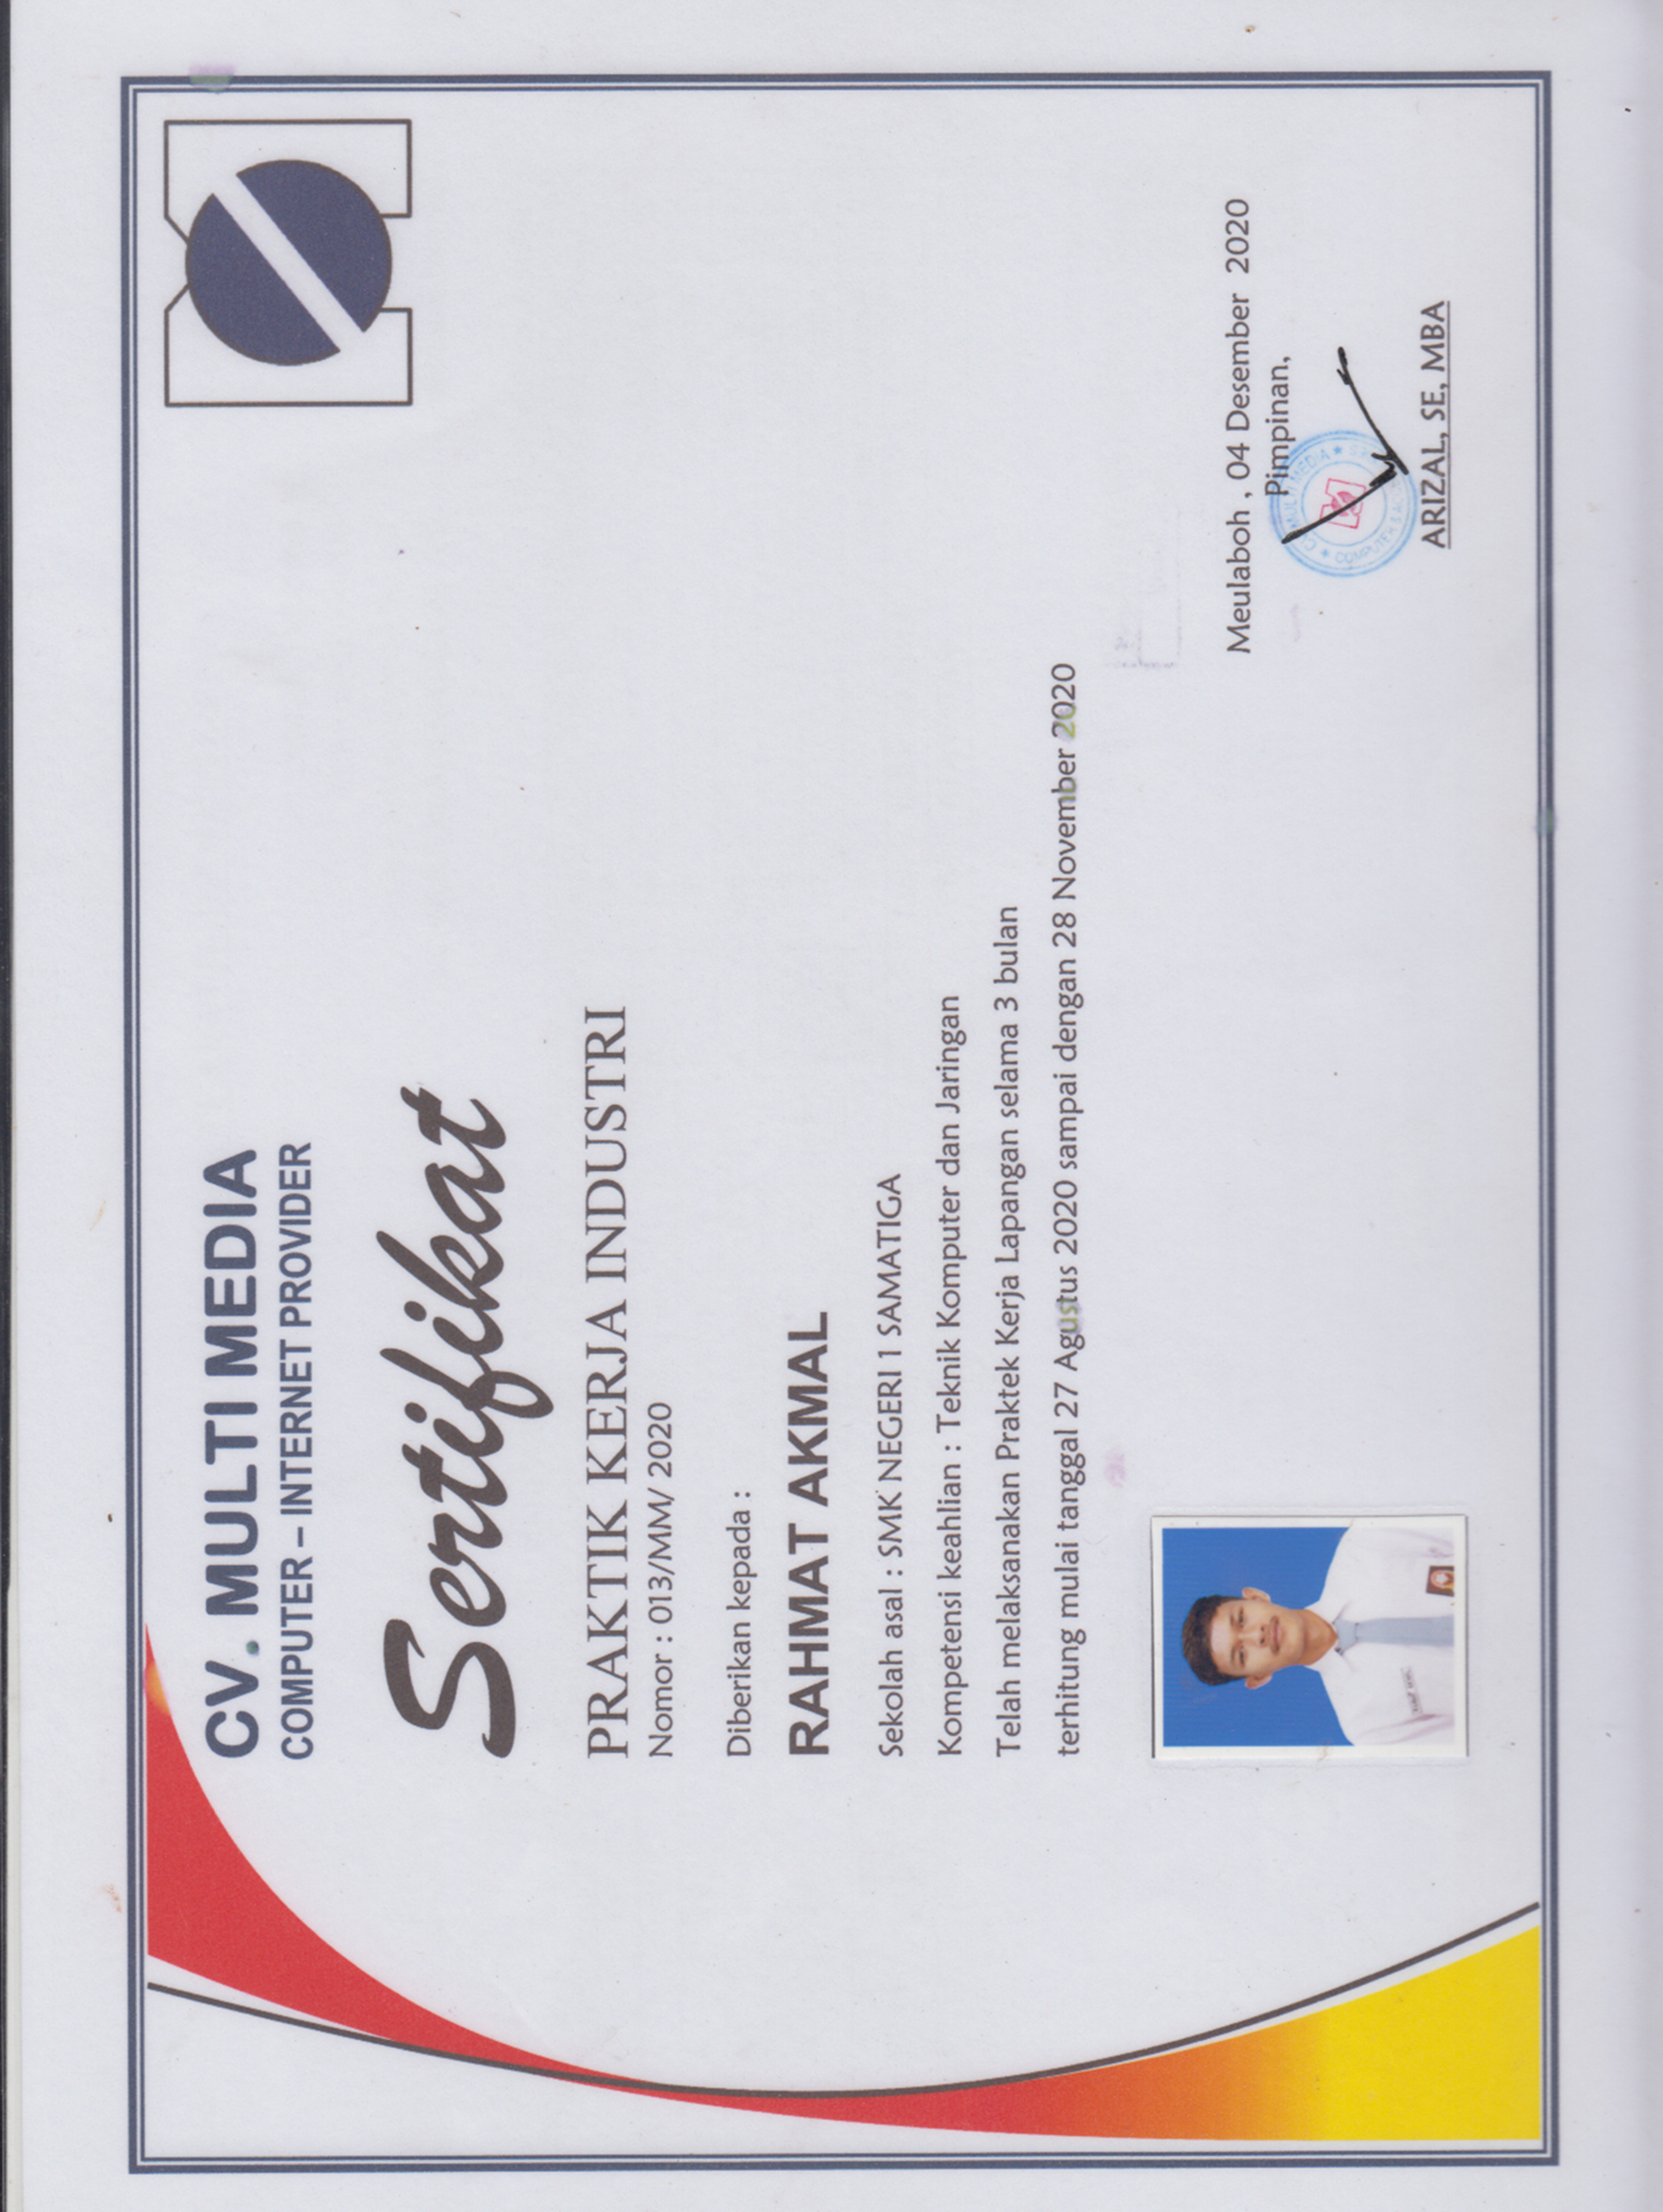 CV. MULTI MEDIA
COMPUTER – INTERNET PROVIDER
Sertifikat
PRAKTIK KERJA INDUSTRI
Nomor : 013/MM/ 2020
Diberikan kepada :
RAHMAT AKMAL
Sekolah asal : SMK NEGERI 1 SAMATIGA
Kompetensi keahlian : Teknik Komputer dan Jaringan
Telah melaksanakan Praktek Kerja Lapangan selama 3 bulan
terhitung mulai tanggal 27 Agustus 2020 sampai dengan 28 November 2020
Meulaboh , 04 Desember 2020
Pimpinan,
MULTI MEDIA
COMPUTER &
ARIZAL, SE, MBA